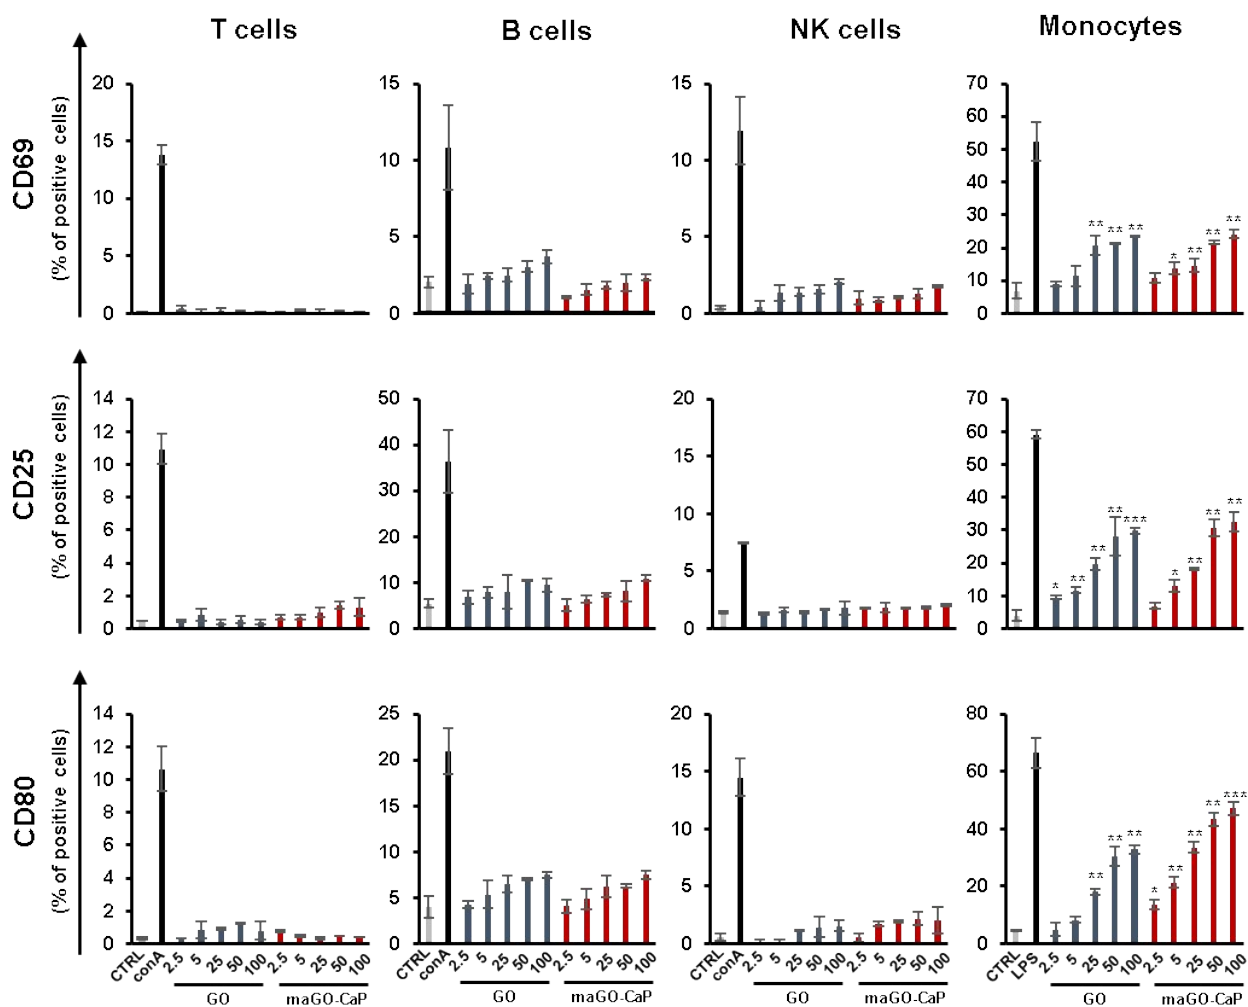 T cells B cells NK cells Monocytes
CD69
(% of positive cells)
20 15 10 5 0
15 10 5 0
15 10 5 0
70 60 50 40 30 20 10 0
** ** ** * ** ** **
CD25
(% of positive cells)
14 12 10 8 6 4 2 0
50 40 30 20 10 0
20 15 10 5 0
70 60 50 40 30 20 10 0
* ** ** ** *** * ** ** **
CD80
(% of positive cells)
14 12 10 8 6 4 2 0
25 20 15 10 5 0
20 15 10 5 0
80 60 40 20 0
** ** ** * ** ** ** ***
CTRL conA 2.5 5 25 50 100 2.5 5 25 50 100
GO maGO-CaP
CTRL conA 2.5 5 25 50 100 2.5 5 25 50 100
GO maGO-CaP
CTRL conA 2.5 5 25 50 100 2.5 5 25 50 100
GO maGO-CaP
CTRL LPS 2.5 5 25 50 100 2.5 5 25 50 100
GO maGO-CaP